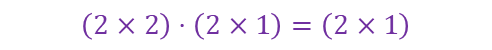 (2 × 2) · (2 × 1) = (2 × 1)